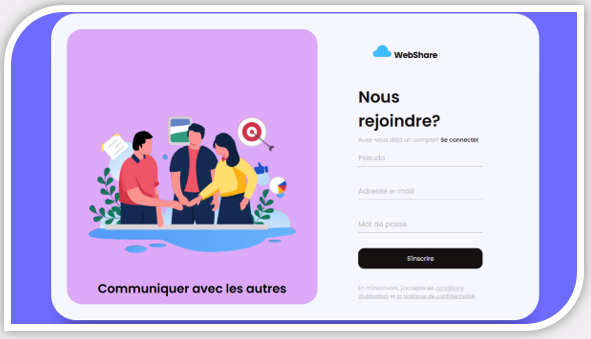 WebShare
Nous
rejoindre?
Avez-vous déjà un compte? Se connecter
Pseudo
Adresse e-mail
Mot de passe
S'inscrire
En m'inscrivant, j'accepte les conditions
d'utilisation et la politique de confidentialité
Communiquer avec les autres